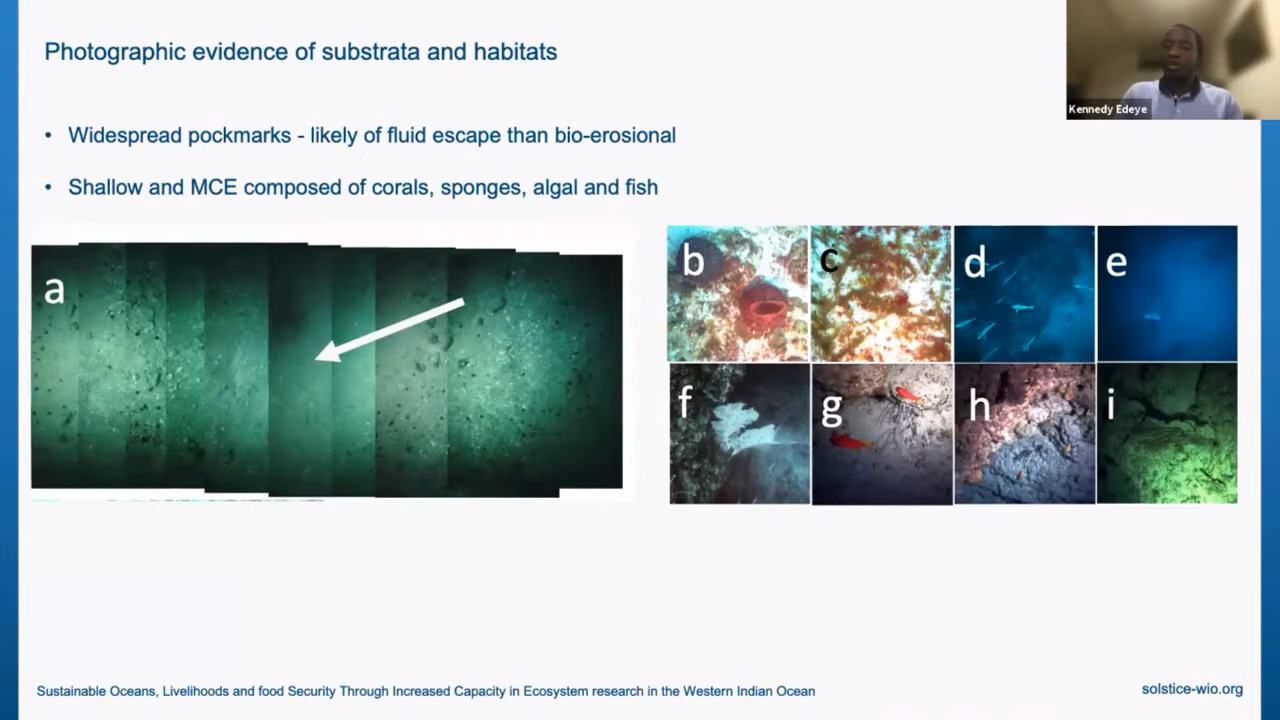 Photographic evidence of substrata and habitats
Kennedy Edeye
• Widespread pockmarks - likely of fluid escape than bio-erosional
• Shallow and MCE composed of corals, sponges, algal and fish
a
b
c
d
e
f
g
h
i
Sustainable Oceans, Livelihoods and food Security Through Increased Capacity in Ecosystem research in the Western Indian Ocean
solstice-wio.org